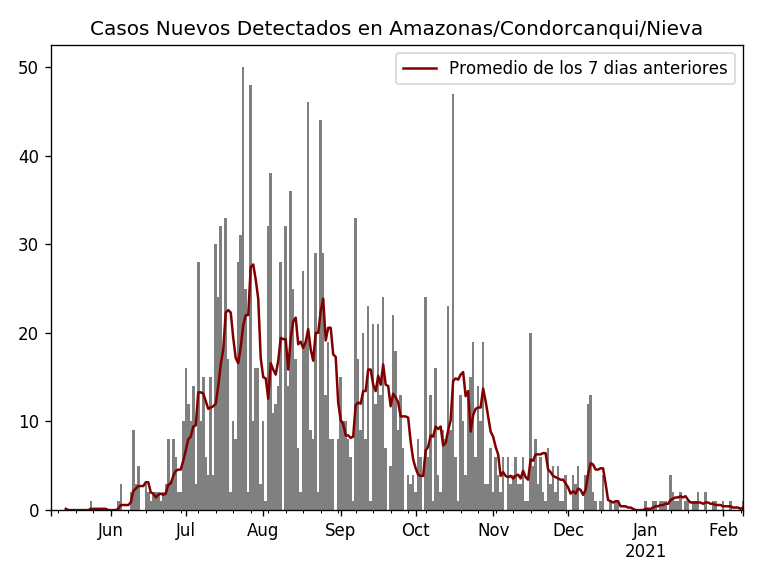 Casos Nuevos Detectados en Amazonas/Condorcanqui/Nieva
Promedio de los 7 dias anteriores
50
40
30
20
10
0
Jun Jul Aug Sep Oct Nov Dec Jan Feb
2021